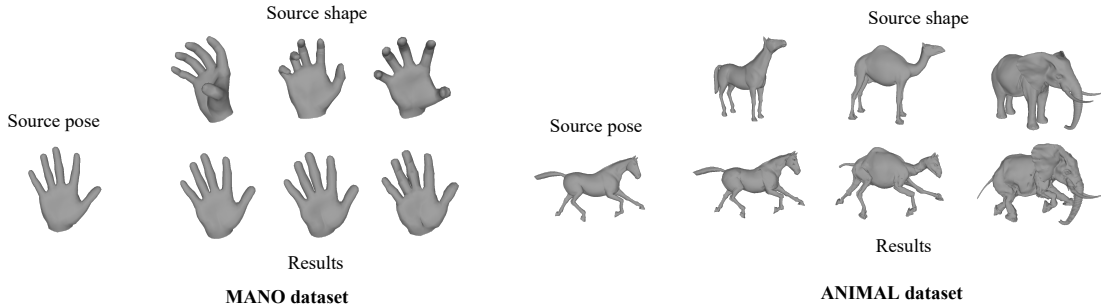 Source shape
Source pose
Results
MANO dataset
Source shape
Source pose
Results
ANIMAL dataset